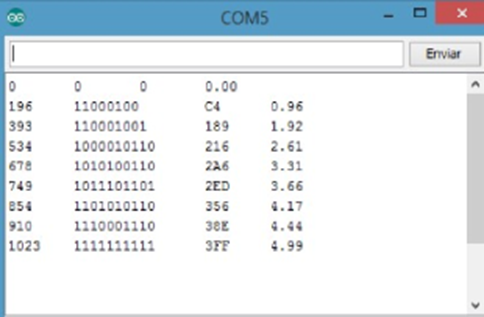 COM5
Enviar
0 0 0 0.00
196 11000100 C4 0.96
393 110001001 189 1.92
534 1000010110 216 2.61
678 1010100110 2A6 3.31
749 1011101101 2ED 3.66
854 1101010110 356 4.17
910 1110001110 38E 4.44
1023 1111111111 3FF 4.99